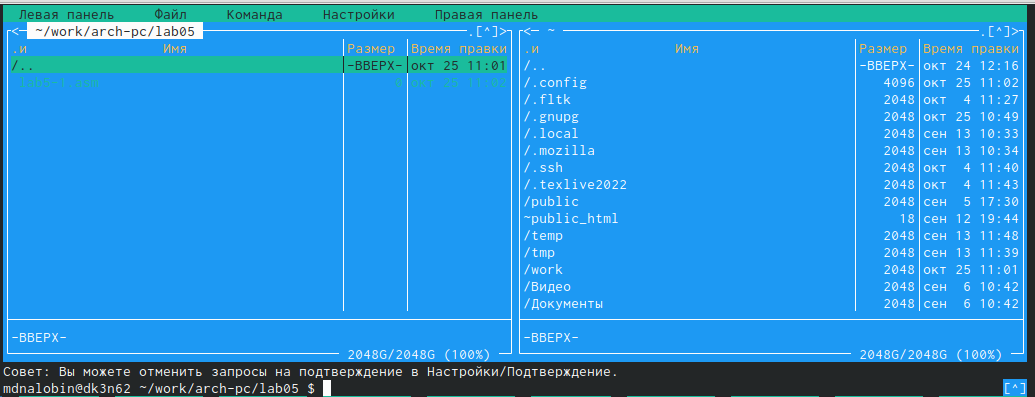 Левая панель Файл Команда Настройки Правая панель
<─ ~/work/arch-pc/lab05 .[^]> <─ ~ .[^]>
.и Имя Размер Время правки .и Имя Размер Время правки
/.. -ВВЕРХ- окт 25 11:01 /.. -ВВЕРХ- окт 24 12:16
lab5-1.asm 0 окт 25 11:02 /.config 4096 окт 25 11:02
/.fltk 2048 окт 4 11:27
/.gnupg 2048 окт 25 10:49
/.local 2048 сен 13 10:33
/.mozilla 2048 сен 13 10:34
/.ssh 2048 окт 4 11:40
/.texlive2022 2048 окт 4 11:43
/public 2048 сен 5 17:30
~public_html 18 сен 12 19:44
/temp 2048 сен 13 11:48
/tmp 2048 сен 13 11:39
/work 2048 окт 25 11:01
/Видео 2048 сен 6 10:42
/Документы 2048 сен 6 10:42
-ВВЕРХ- -ВВЕРХ-
2048G/2048G (100%) 2048G/2048G (100%)
Совет: Вы можете отменить запросы на подтверждение в Настройки/Подтверждение.
mdnalobin@dk3n62 ~/work/arch-pc/lab05 $ [^]